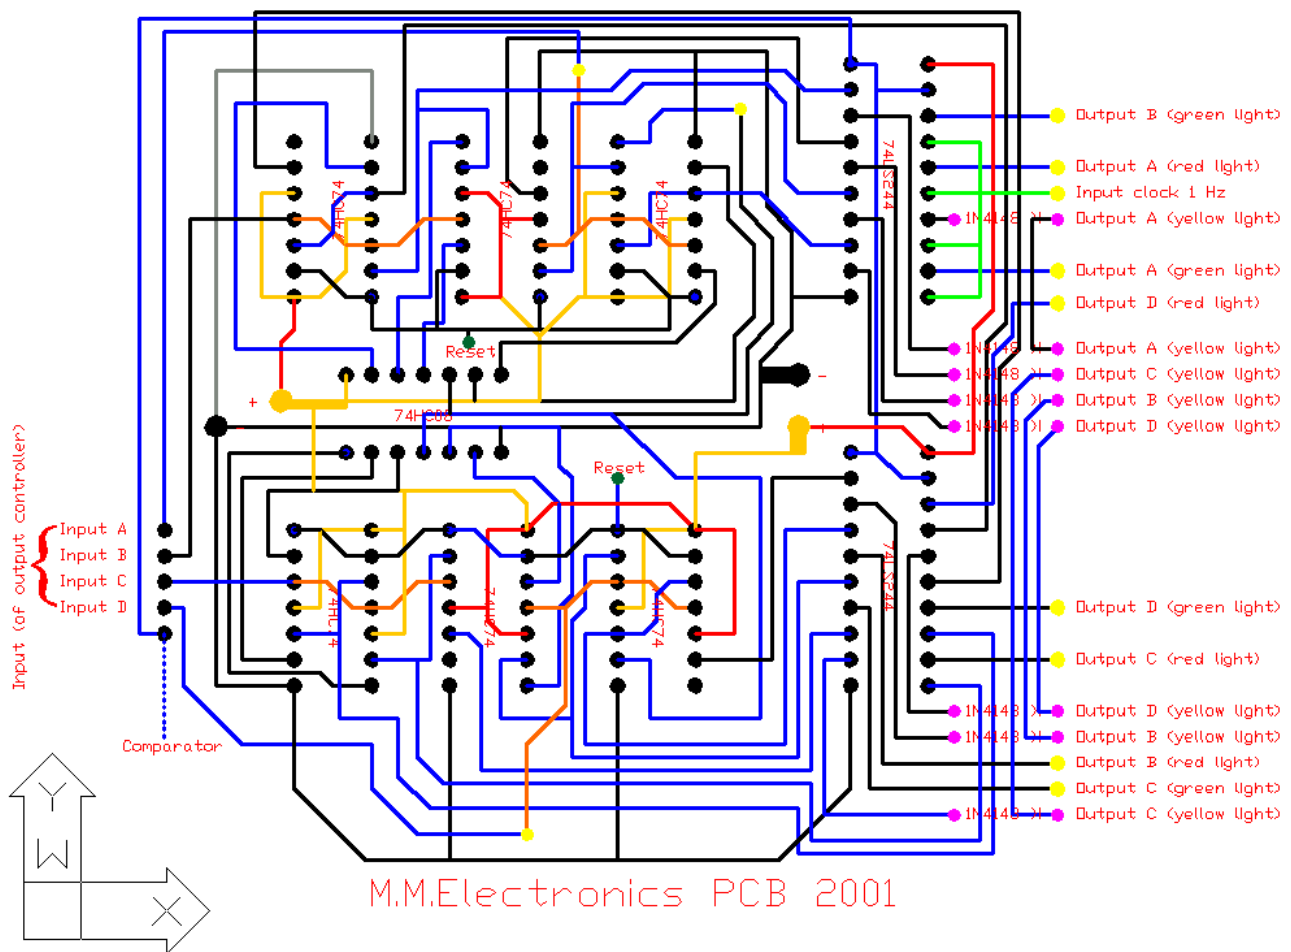 Output B (green light)
Output A (red light)
Input clock 1 Hz
1N4148 Output A (yellow light)
Output A (green light)
Output D (red light)
1N4148 Output A (yellow light)
1N4148 Output C (yellow light)
1N4148 Output B (yellow light)
1N4148 Output D (yellow light)
74HC74
74HC74
74HC74
74LS244
Reset
+
-
74HC08
-
+
Reset
Input (of output controller)
Input A
Input B
Input C
Input D
Comparator
74HC74
74HC74
74HC74
74LS244
Output D (green light)
Output C (red light)
1N4148 Output D (yellow light)
1N4148 Output B (yellow light)
Output B (red light)
Output C (green light)
1N4148 Output C (yellow light)
Y
W
X
M.M.Electronics PCB 2001